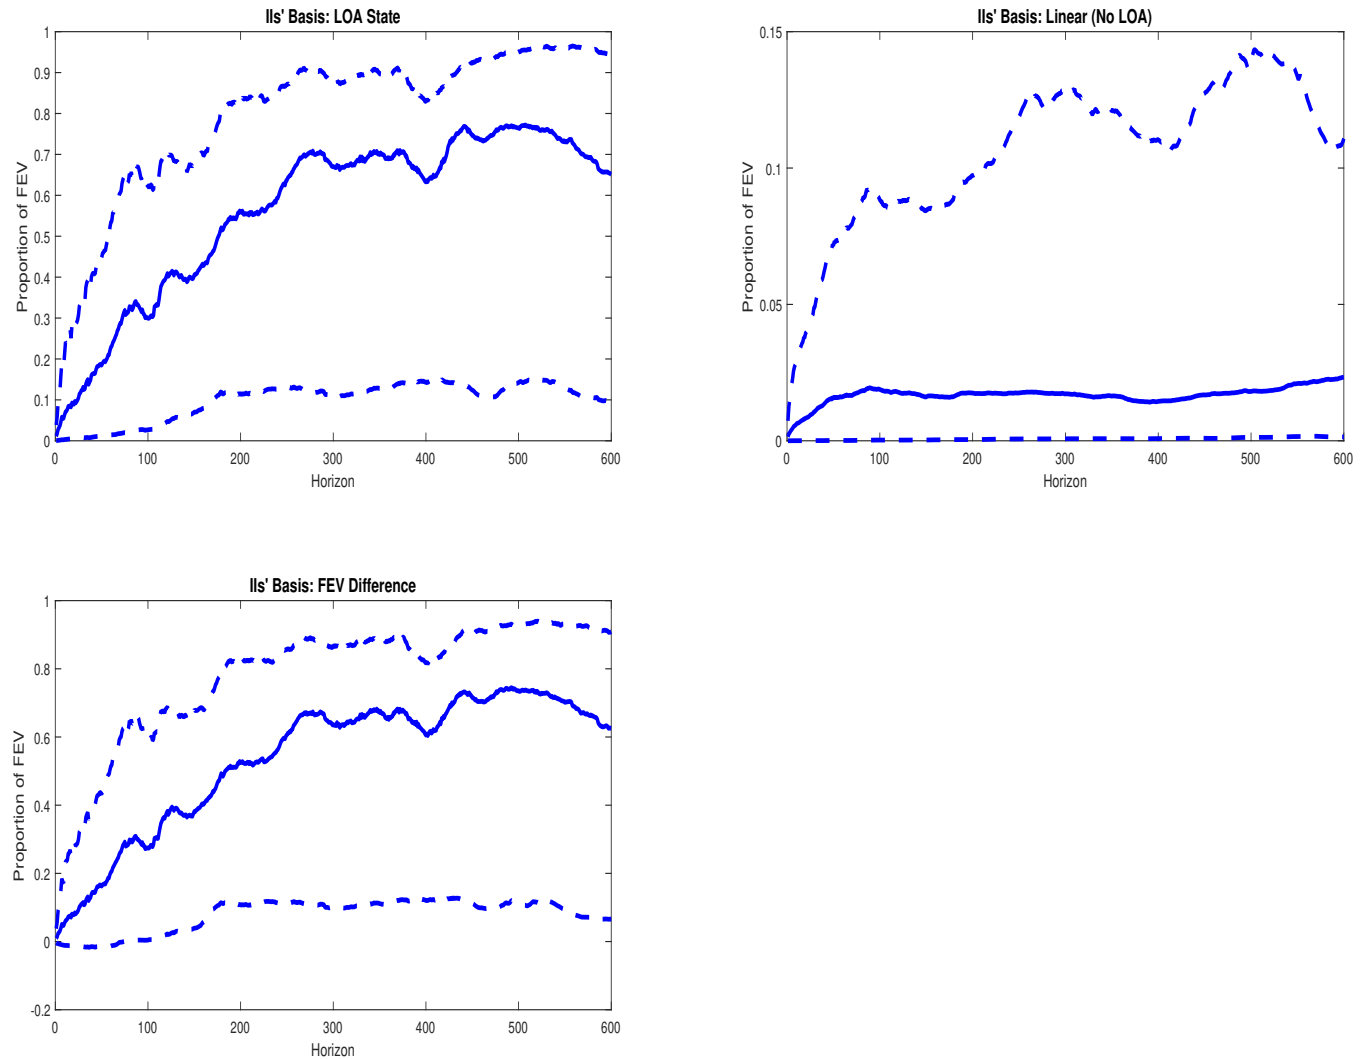 IIs' Basis: LOA State
1
0.9
0.8
0.7
0.6
0.5
0.4
0.3
0.2
0.1
0
Proportion of FEV
0 100 200 300 400 500 600
Horizon
IIs' Basis: Linear (No LOA)
0.15
0.1
0.05
0
Proportion of FEV
0 100 200 300 400 500 600
Horizon
IIs' Basis: FEV Difference
1
0.8
0.6
0.4
0.2
0
-0.2
Proportion of FEV
0 100 200 300 400 500 600
Horizon